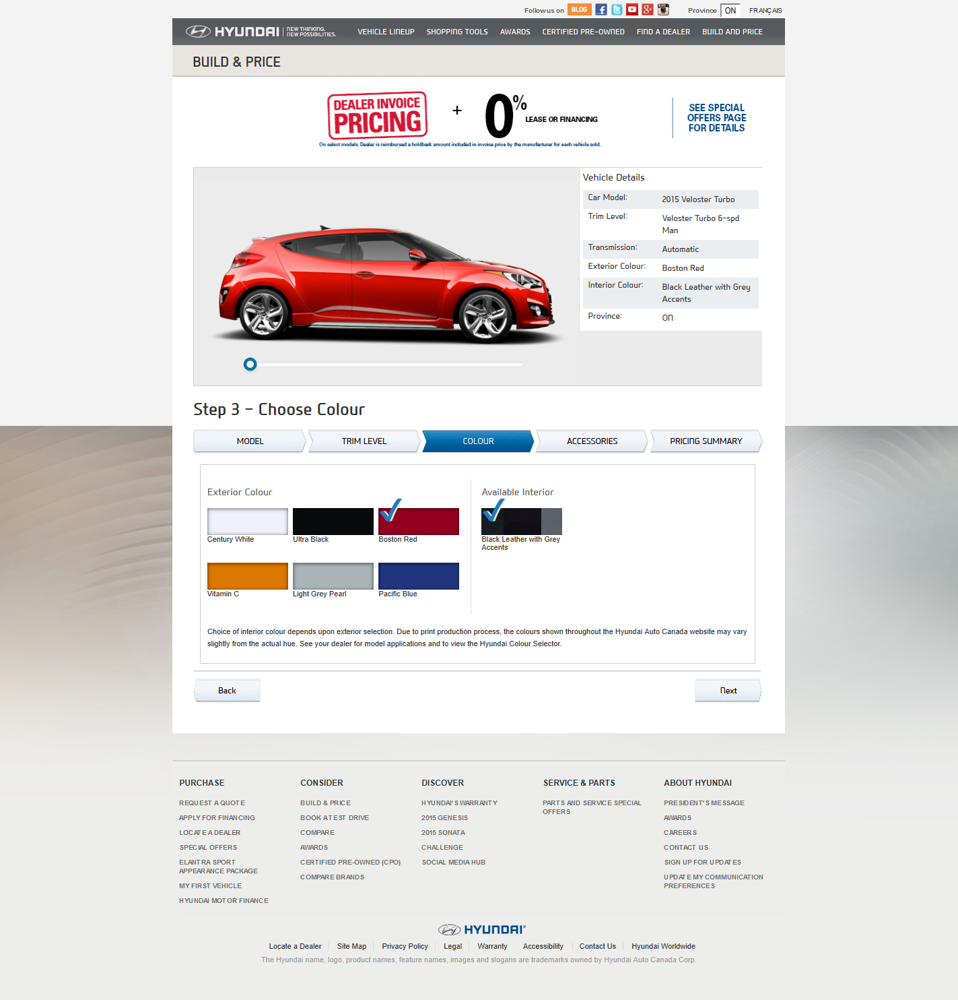 Follow us on BLOG Province ON FRANÇAIS
HYUNDAI NEW THINKING. NEW POSSIBILITIES. VEHICLE LINEUP SHOPPING TOOLS AWARDS CERTIFIED PRE-OWNED FIND A DEALER BUILD AND PRICE
BUILD & PRICE
DEALER INVOICE
PRICING
+
0%
LEASE OR FINANCING
SEE SPECIAL
OFFERS PAGE
FOR DETAILS
On select models. Dealer is reimbursed a holdback amount included in invoice price by the manufacturer for each vehicle sold.
Vehicle Details
Car Model: 2015 Veloster Turbo
Trim Level: Veloster Turbo 6-spd
Man
Transmission: Automatic
Exterior Colour: Boston Red
Interior Colour: Black Leather with Grey
Accents
Province: ON
Step 3 - Choose Colour
MODEL TRIM LEVEL COLOUR ACCESSORIES PRICING SUMMARY
Exterior Colour
Century White Ultra Black Boston Red
Vitamin C Light Grey Pearl Pacific Blue
Available Interior
Black Leather with Grey
Accents
Choice of interior colour depends upon exterior selection. Due to print production process, the colours shown throughout the Hyundai Auto Canada website may vary
slightly from the actual hue. See your dealer for model applications and to view the Hyundai Colour Selector.
Back Next
PURCHASE
REQUEST A QUOTE
APPLY FOR FINANCING
LOCATE A DEALER
SPECIAL OFFERS
ELANTRA SPORT
APPEARANCE PACKAGE
MY FIRST VEHICLE
HYUNDAI MOTOR FINANCE
CONSIDER
BUILD & PRICE
BOOK A TEST DRIVE
COMPARE
AWARDS
CERTIFIED PRE-OWNED (CPO)
COMPARE BRANDS
DISCOVER
HYUNDAI'S WARRANTY
2015 GENESIS
2015 SONATA
CHALLENGE
SOCIAL MEDIA HUB
SERVICE & PARTS
PARTS AND SERVICE SPECIAL
OFFERS
ABOUT HYUNDAI
PRESIDENT'S MESSAGE
AWARDS
CAREERS
CONTACT US
SIGN UP FOR UPDATES
UPDATE MY COMMUNICATION
PREFERENCES
HYUNDAI
Locate a Dealer Site Map Privacy Policy Legal Warranty Accessibility Contact Us Hyundai Worldwide
The Hyundai name, logo, product names, feature names, images and slogans are trademarks owned by Hyundai Auto Canada Corp.